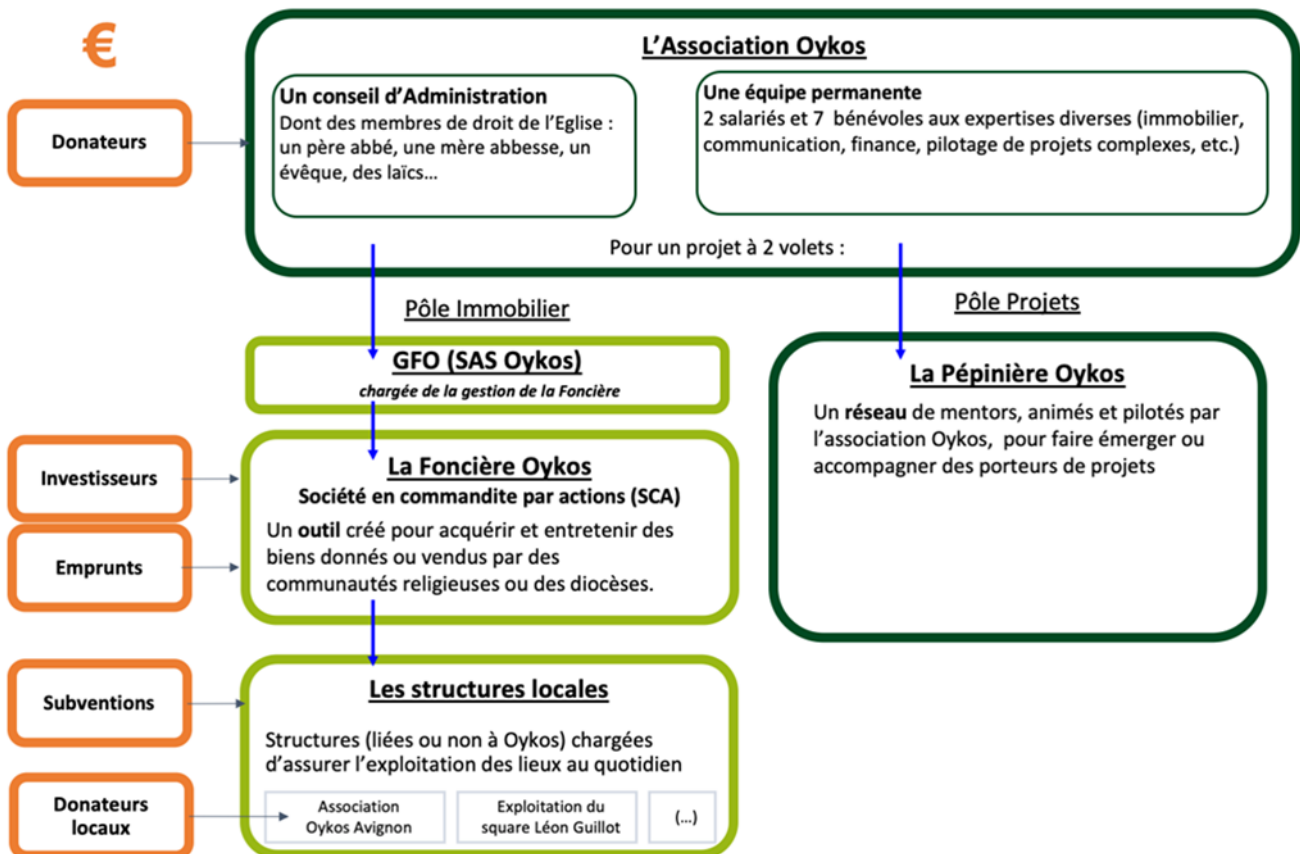 €
L'Association Oykos
Donateurs
Un conseil d'Administration
Dont des membres de droit de l'Eglise :
un père abbé, une mère abbesse, un
évêque, des laïcs…
Une équipe permanente
2 salariés et 7 bénévoles aux expertises diverses (immobilier,
communication, finance, pilotage de projets complexes, etc.)
Pour un projet à 2 volets :
Pôle Immobilier
Pôle Projets
GFO (SAS Oykos)
chargée de la gestion de la Foncière
La Pépinière Oykos
Un réseau de mentors, animés et pilotés par
l'association Oykos, pour faire émerger ou
accompagner des porteurs de projets
Investisseurs
Emprunts
La Foncière Oykos
Société en commandite par actions (SCA)
Un outil créé pour acquérir et entretenir des
biens donnés ou vendus par des
communautés religieuses ou des diocèses.
Subventions
Les structures locales
Structures (liées ou non à Oykos) chargées
d'assurer l'exploitation des lieux au quotidien
Donateurs
locaux
Association
Oykos Avignon
Exploitation du
square Léon Guillot
(…)